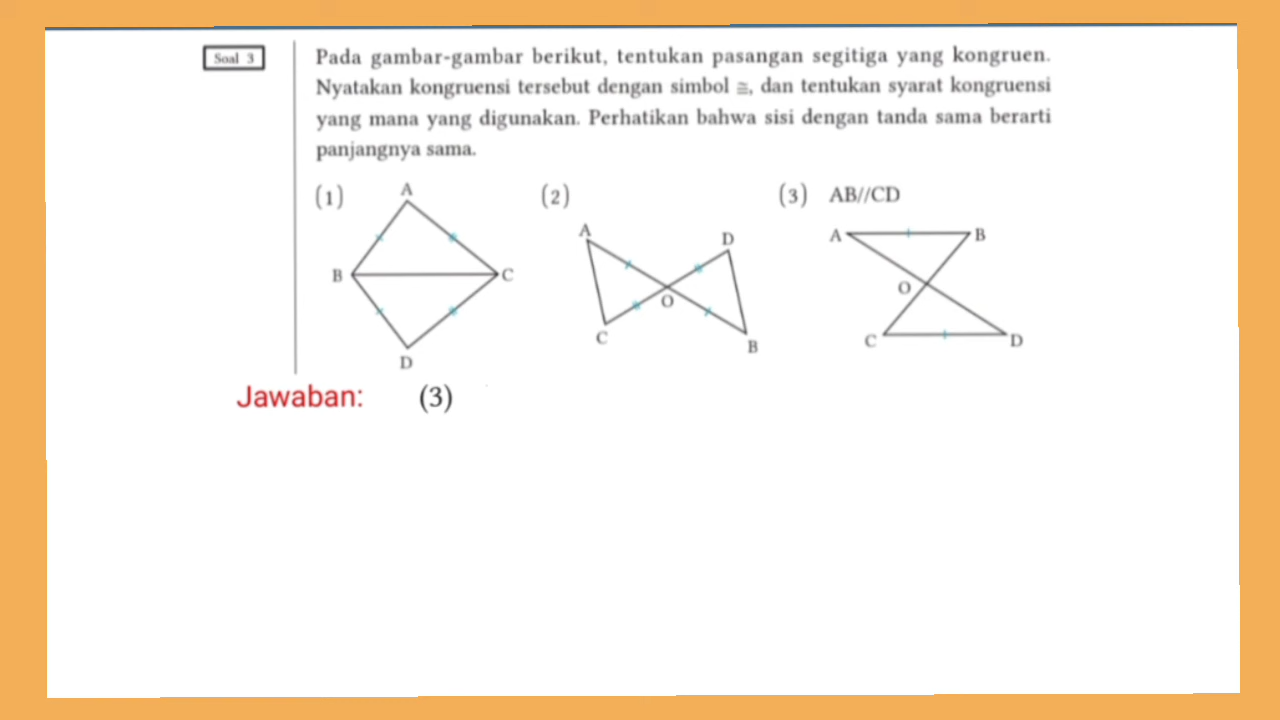 Soal 3
Pada gambar-gambar berikut, tentukan pasangan segitiga yang kongruen.
Nyatakan kongruensi tersebut dengan simbol ≅, dan tentukan syarat kongruensi
yang mana yang digunakan. Perhatikan bahwa sisi dengan tanda sama berarti
panjangnya sama.
(1)
A
B
C
D
(2)
A
D
O
C
B
(3) AB//CD
A
B
O
C
D
Jawaban: (3)